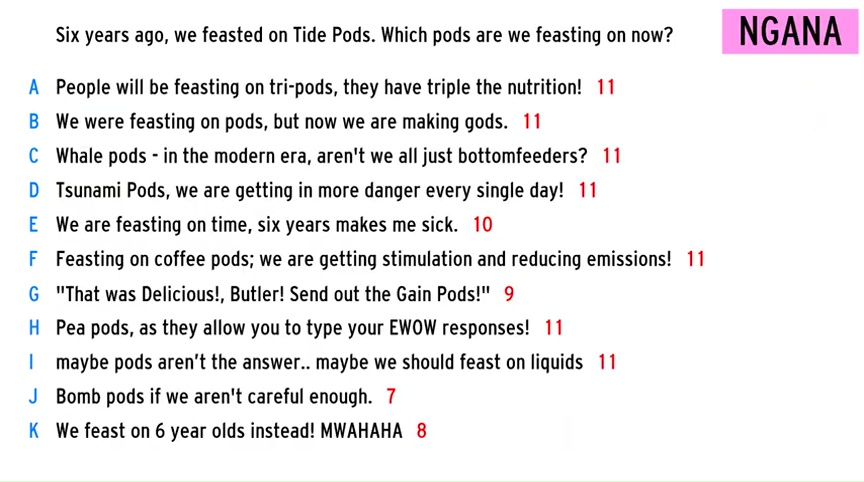 Six years ago, we feasted on Tide Pods. Which pods are we feasting on now?
NGANA
A People will be feasting on tri-pods, they have triple the nutrition! 11
B We were feasting on pods, but now we are making gods. 11
C Whale pods - in the modern era, aren't we all just bottomfeeders? 11
D Tsunami Pods, we are getting in more danger every single day! 11
E We are feasting on time, six years makes me sick. 10
F Feasting on coffee pods; we are getting stimulation and reducing emissions! 11
G "That was Delicious!, Butler! Send out the Gain Pods!" 9
H Pea pods, as they allow you to type your EWOW responses! 11
I maybe pods aren’t the answer.. maybe we should feast on liquids 11
J Bomb pods if we aren't careful enough. 7
K We feast on 6 year olds instead! MWAHAHA 8